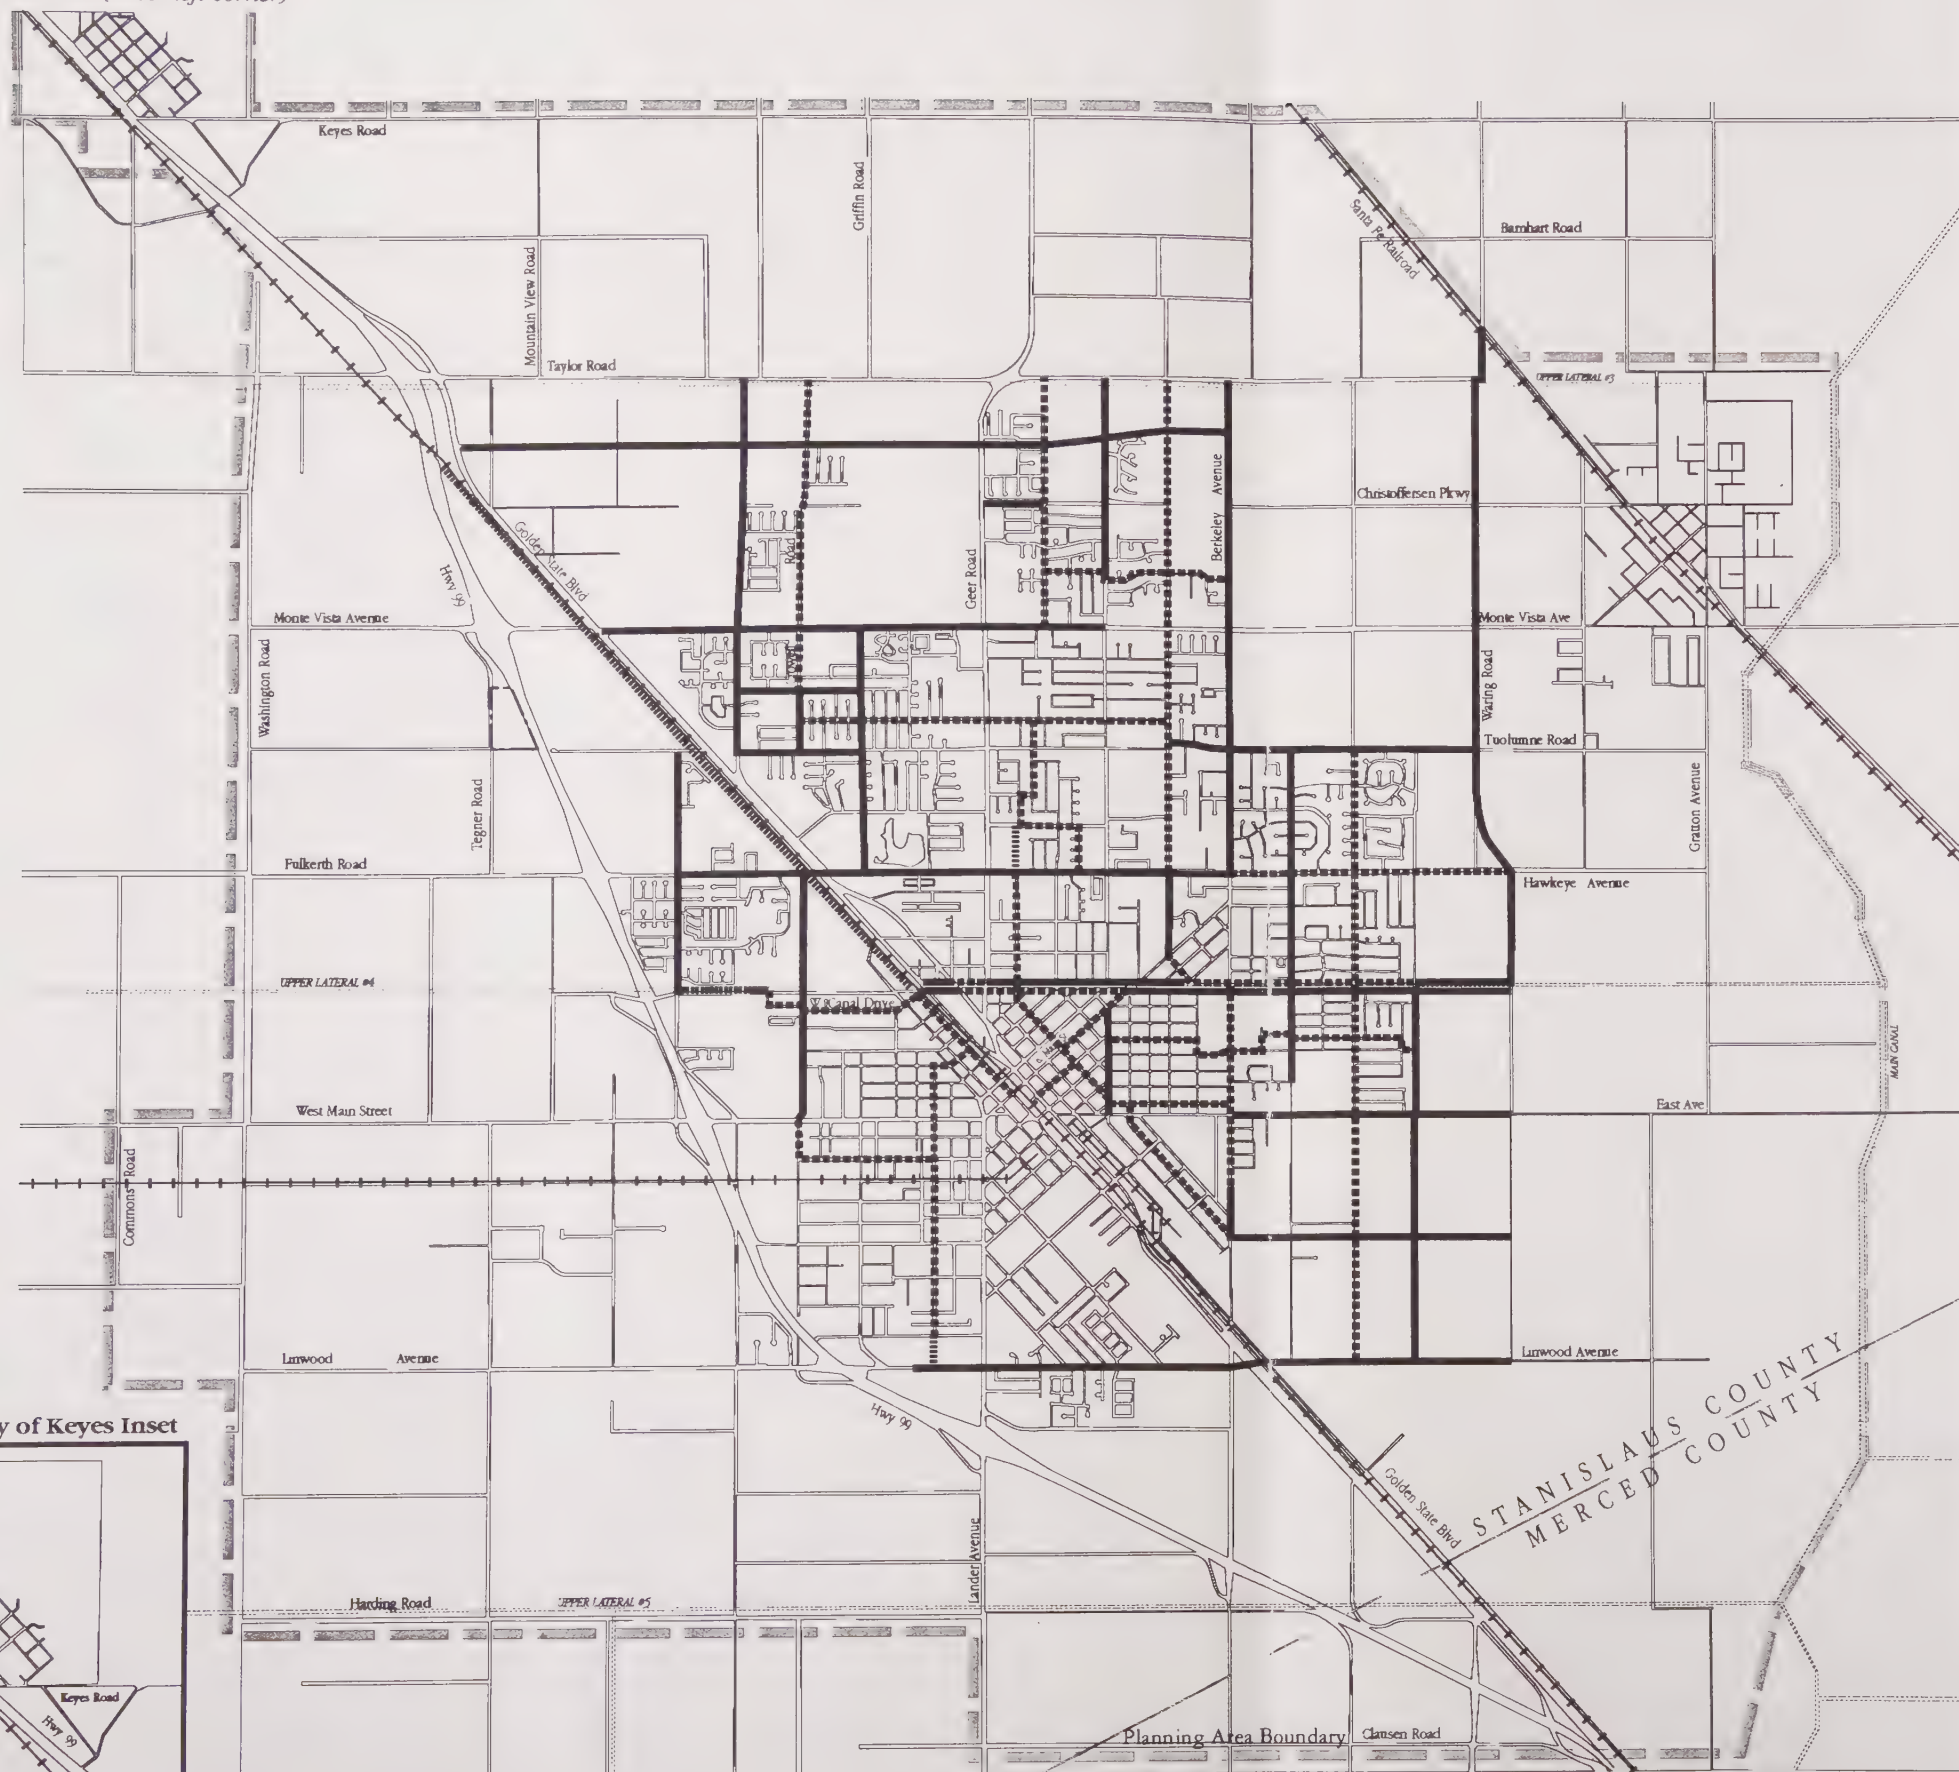 Keyes Road
Griffin Road
Santa Fe Railroad
Barnhart Road
Mountain View Road
Taylor Road
UPPER LATERAL #3
Christoffersen Pkwy
Berkeley Avenue
Golden State Blvd
Road
Geer Road
Hwy 99
Monte Vista Avenue
Monte Vista Ave
Washington Road
Waring Road
Tuolumne Road
Tegner Road
Gratton Avenue
Fulkerth Road
Hawkeye Avenue
UPPER LATERAL #4
W. Canal Drive
MAIN CANAL
West Main Street
East Ave
Commons Road
Linwood Avenue
Linwood Avenue
STANISLAUS COUNTY
MERCED COUNTY
Hwy 99
y of Keyes Inset
Golden State Blvd
Lander Avenue
Harding Road
UPPER LATERAL #5
Keyes Road
Hwy 99
Planning Area Boundary
Clausen Road